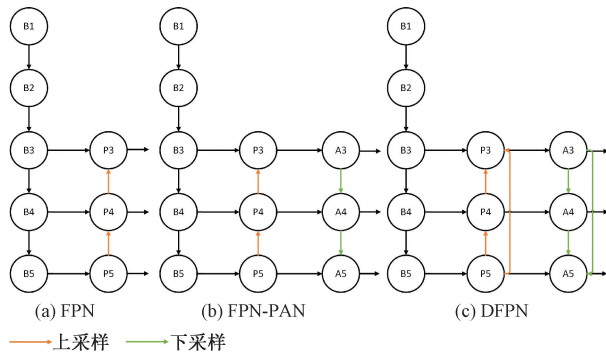 B1 B1 B1
B2 B2 B2
B3 P3 B3 P3 A3 B3 P3 A3
B4 P4 B4 P4 A4 B4 P4 A4
B5 P5 B5 P5 A5 B5 P5 A5
(a) FPN (b) FPN-PAN (c) DFPN
上采样 下采样